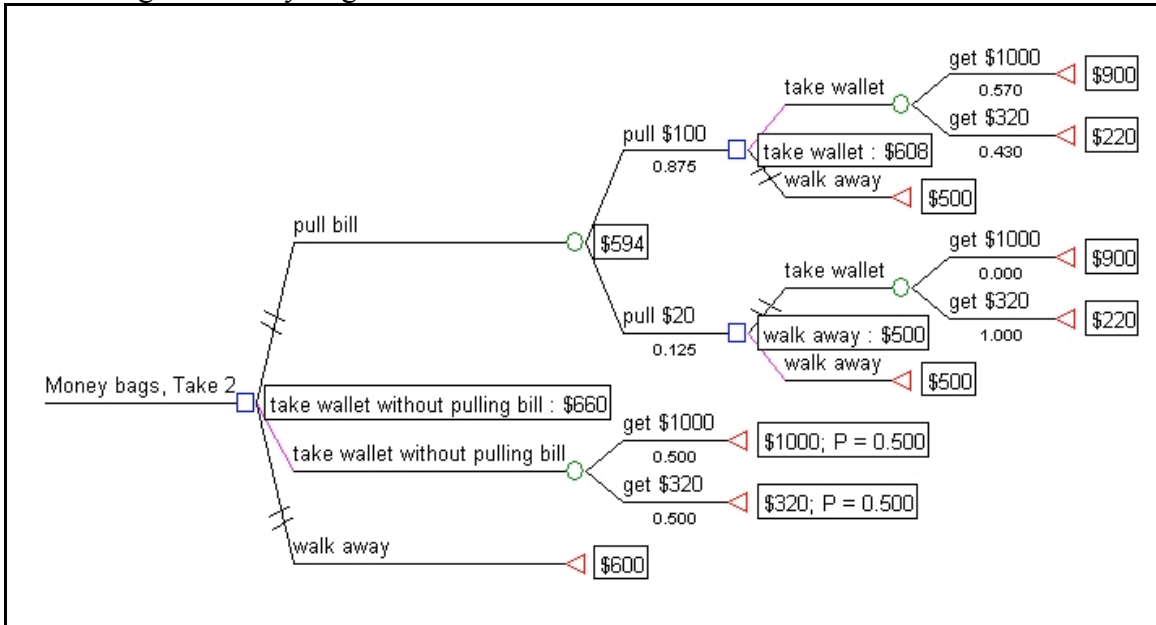 get $1000
$900
0.570
take wallet
get $320
$220
0.430
pull $100
0.875
take wallet : $608
walk away
$500
pull bill
$594
get $1000
$900
0.000
take wallet
get $320
$220
1.000
pull $20
0.125
walk away : $500
walk away
$500
Money bags, Take 2
take wallet without pulling bill : $660
get $1000
$1000; P = 0.500
0.500
take wallet without pulling bill
get $320
$320; P = 0.500
0.500
walk away
$600